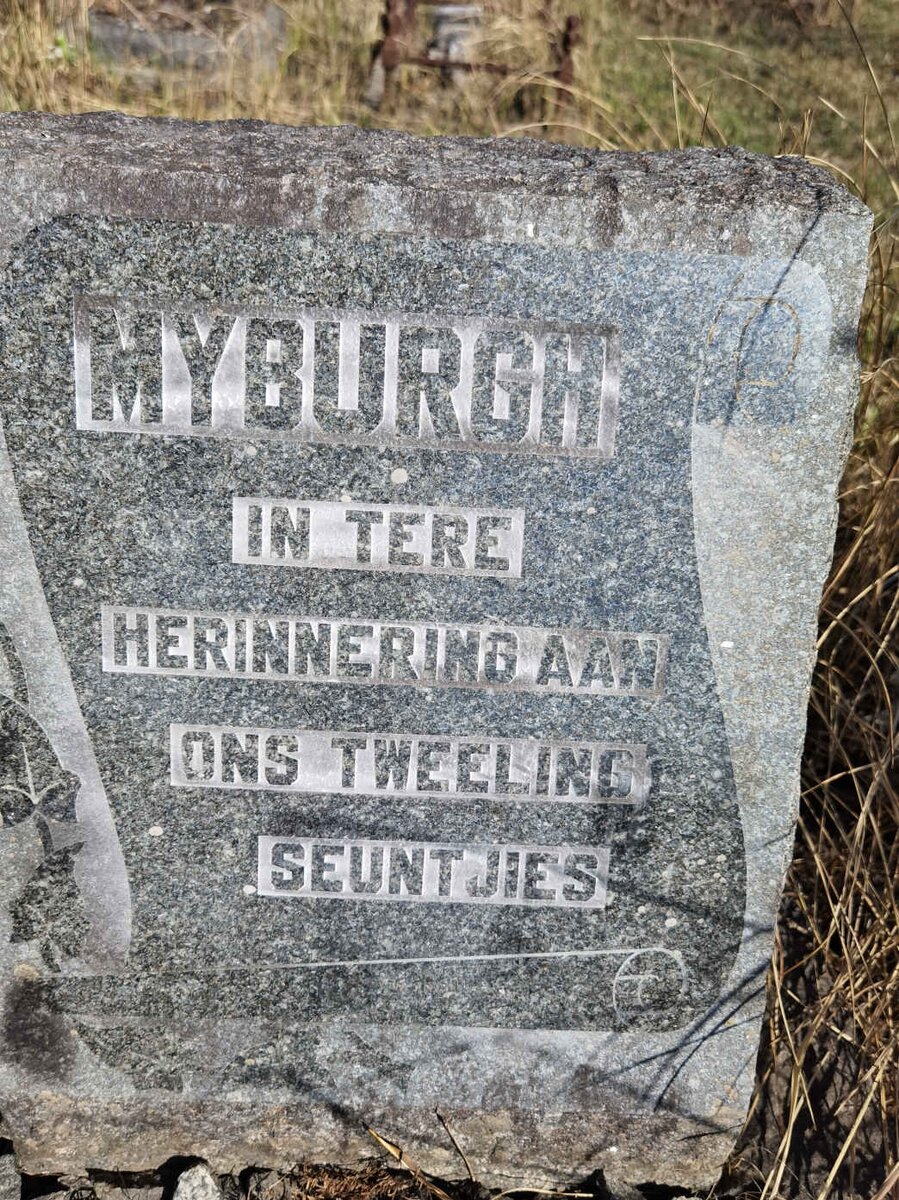 MYBURGH
IN TERE
HERINNERING AAN
ONS TWEELING
SEUNTJIES